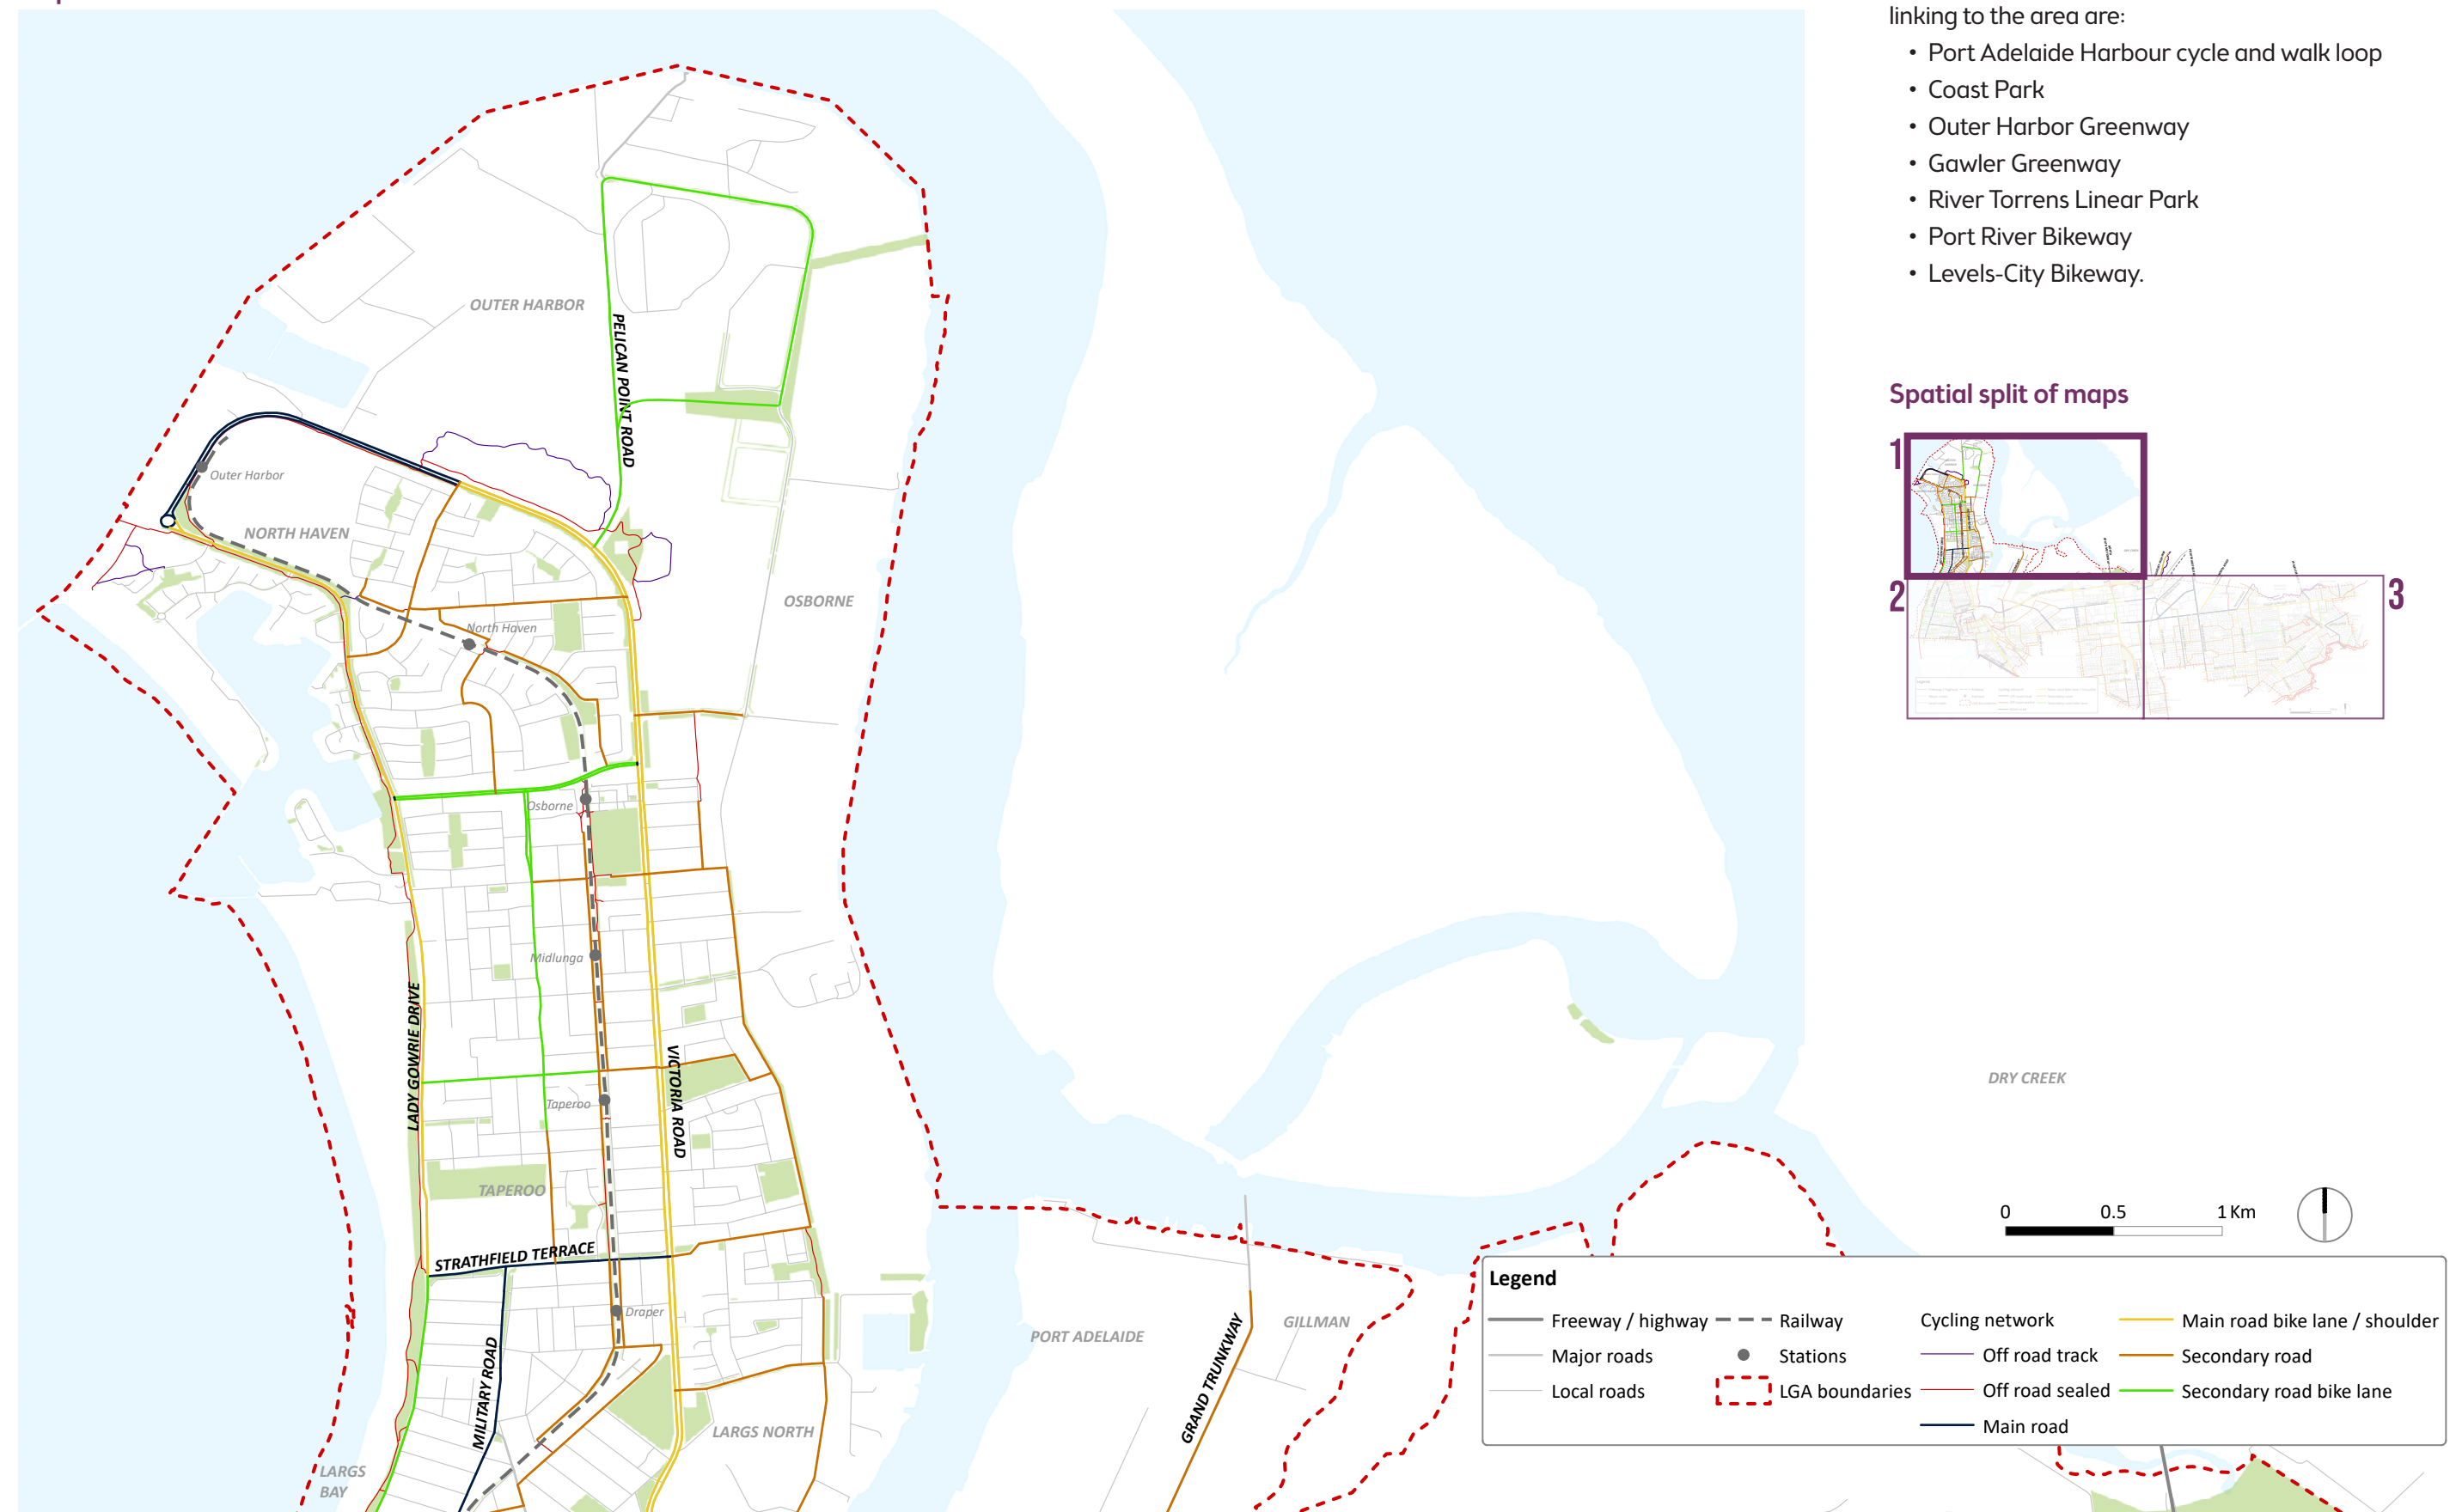 linking to the area are:
• Port Adelaide Harbour cycle and walk loop
• Coast Park
• Outer Harbor Greenway
• Gawler Greenway
• River Torrens Linear Park
• Port River Bikeway
• Levels-City Bikeway.
Spatial split of maps
1
2
3
OUTER HARBOR
PELICAN POINT ROAD
Outer Harbor
NORTH HAVEN
OSBORNE
North Haven
Osborne
Midlunga
LADY GOWRIE DRIVE
VICTORIA ROAD
Taperoo
TAPEROO
STRATHFIELD TERRACE
Draper
MILITARY ROAD
LARGS NORTH
LARGS
BAY
PORT ADELAIDE
GRAND TRUNKWAY
GILLMAN
DRY CREEK
0 0.5 1 Km
Legend
Freeway / highway
Major roads
Local roads
Railway
Stations
LGA boundaries
Cycling network
Off road track
Off road sealed
Main road
Main road bike lane / shoulder
Secondary road
Secondary road bike lane